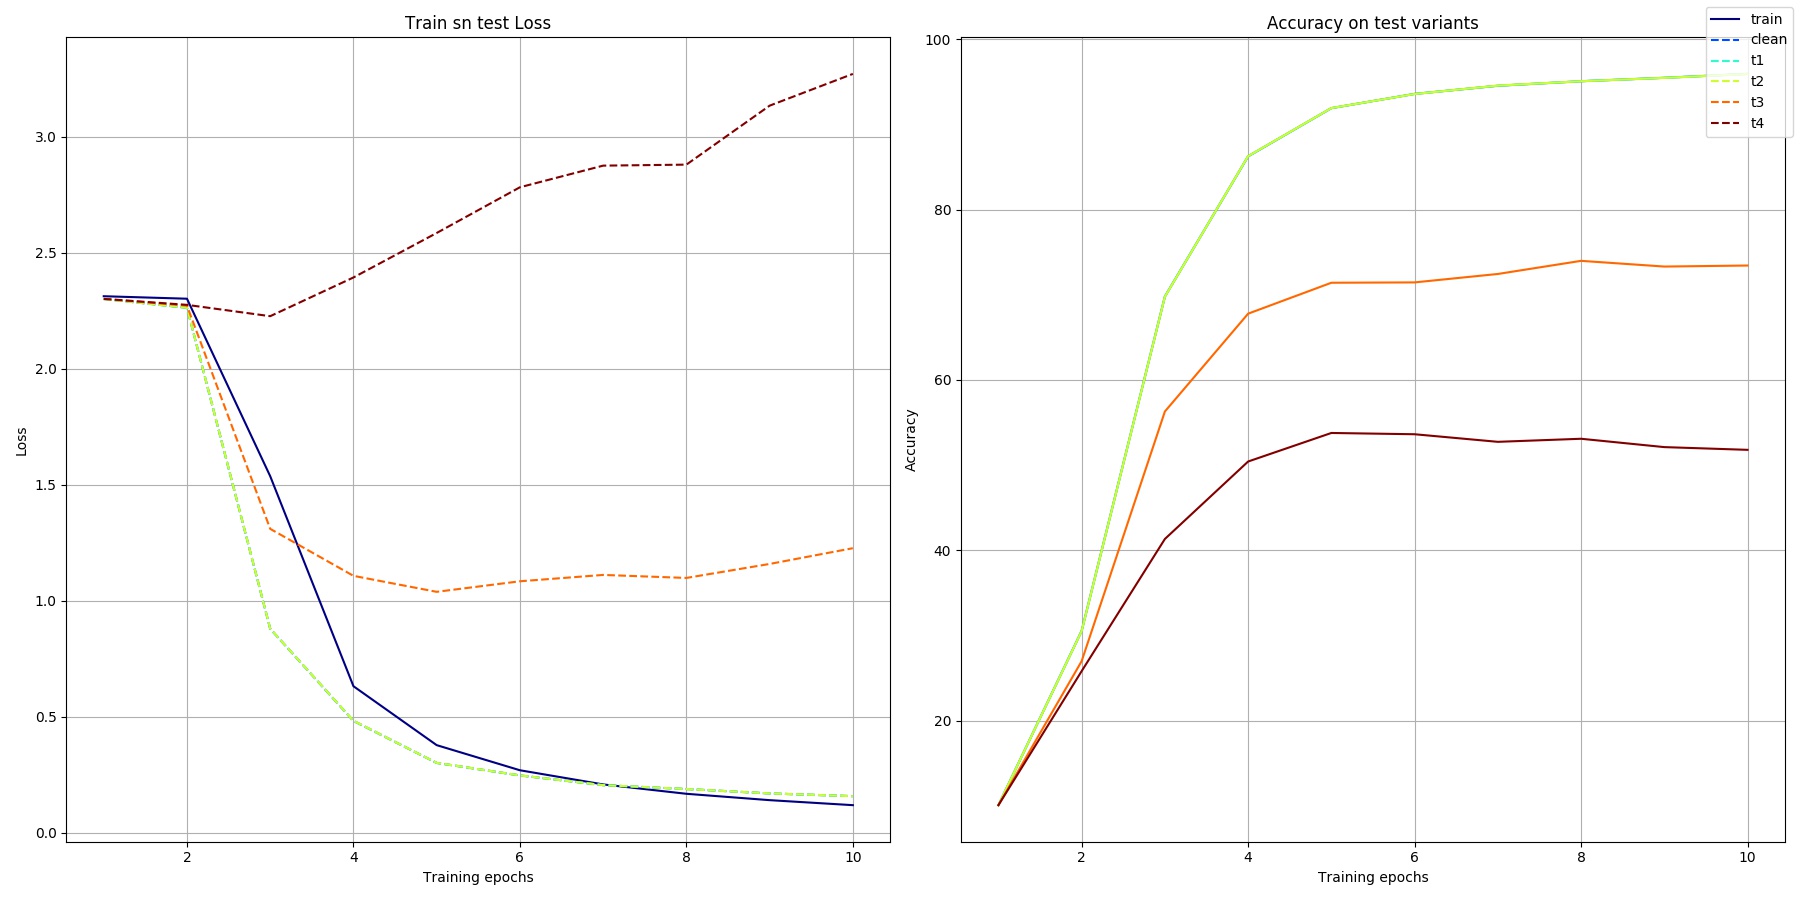 Train sn test Loss
3.0
2.5
2.0
1.5
1.0
0.5
0.0
Loss
2 4 6 8 10
Training epochs
Accuracy on test variants
100
80
60
40
20
Accuracy
2 4 6 8 10
Training epochs
train
clean
t1
t2
t3
t4